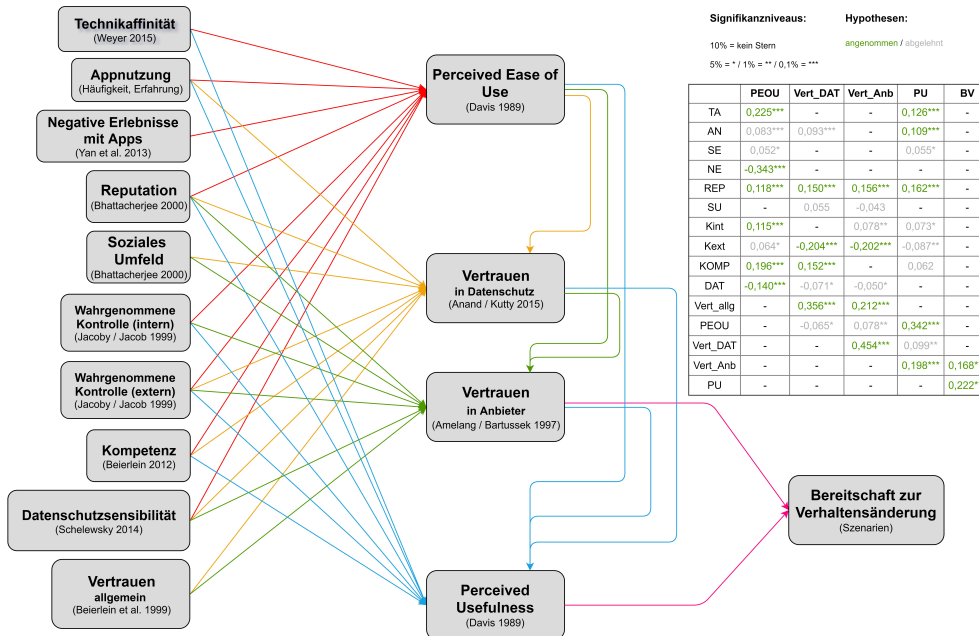 Technikaffinität
(Weyer 2015)
Appnutzung
(Häufigkeit, Erfahrung)
Negative Erlebnisse
mit Apps
(Yan et al. 2013)
Reputation
(Bhattacherjee 2000)
Soziales
Umfeld
(Bhattacherjee 2000)
Wahrgenommene
Kontrolle (intern)
(Jacoby / Jacob 1999)
Wahrgenommene
Kontrolle (extern)
(Jacoby / Jacob 1999)
Kompetenz
(Beierlein 2012)
Datenschutzsensibilität
(Schelewsky 2014)
Vertrauen
allgemein
(Beierlein et al. 1999)
Perceived Ease of
Use
(Davis 1989)
Vertrauen
in Datenschutz
(Anand / Kutty 2015)
Vertrauen
in Anbieter
(Amelang / Bartussek 1997)
Perceived
Usefulness
(Davis 1989)
Bereitschaft zur
Verhaltensänderung
(Szenarien)
Signifikanzniveaus:
10% = kein Stern
5% = * / 1% = ** / 0,1% = ***
Hypothesen:
angenommen / abgelehnt
PEOU Vert_DAT Vert_Anb PU BV
TA 0,225*** - - 0,126*** -
AN 0,083*** 0,093*** - 0,109*** -
SE 0,052* - - 0,055* -
NE -0,343*** - - - -
REP 0,118*** 0,150*** 0,156*** 0,162*** -
SU - 0,055 -0,043 - -
Kint 0,115*** - 0,078** 0,073* -
Kext 0,064* -0,204*** -0,202*** -0,087** -
KOMP 0,196*** 0,152*** - 0,062 -
DAT -0,140*** -0,071* -0,050* - -
Vert_allg - 0,356*** 0,212*** - -
PEOU - -0,065* 0,078** 0,342*** -
Vert_DAT - - 0,454*** 0,099** -
Vert_Anb - - - 0,198*** 0,168*
PU - - - - 0,222*